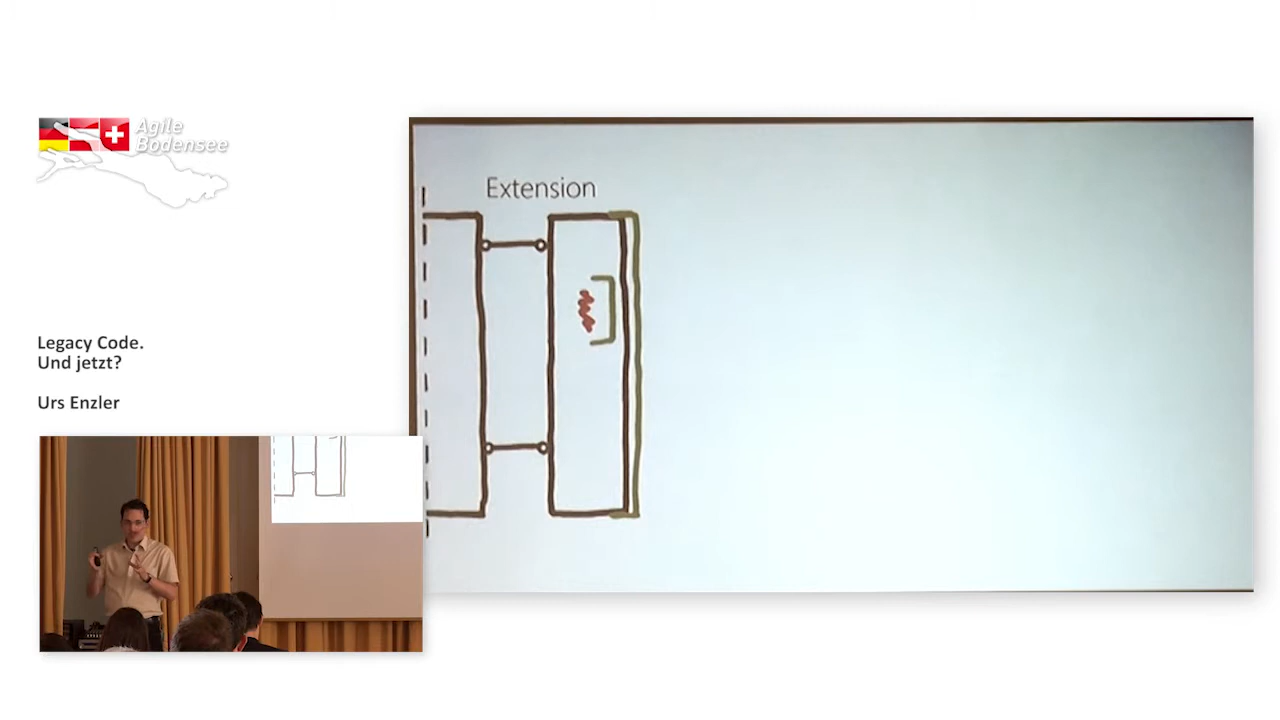 Agile
Bodensee
Extension
Legacy Code.
Und jetzt?
Urs Enzler